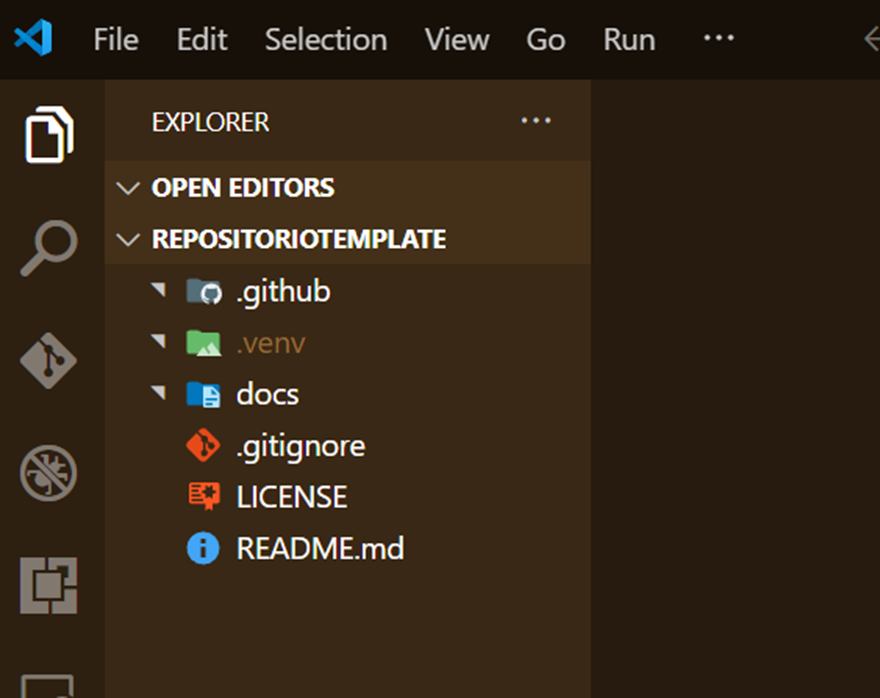 File Edit Selection View Go Run ...
EXPLORER ...
OPEN EDITORS
REPOSITORIOTEMPLATE
.github
.venv
docs
.gitignore
LICENSE
README.md